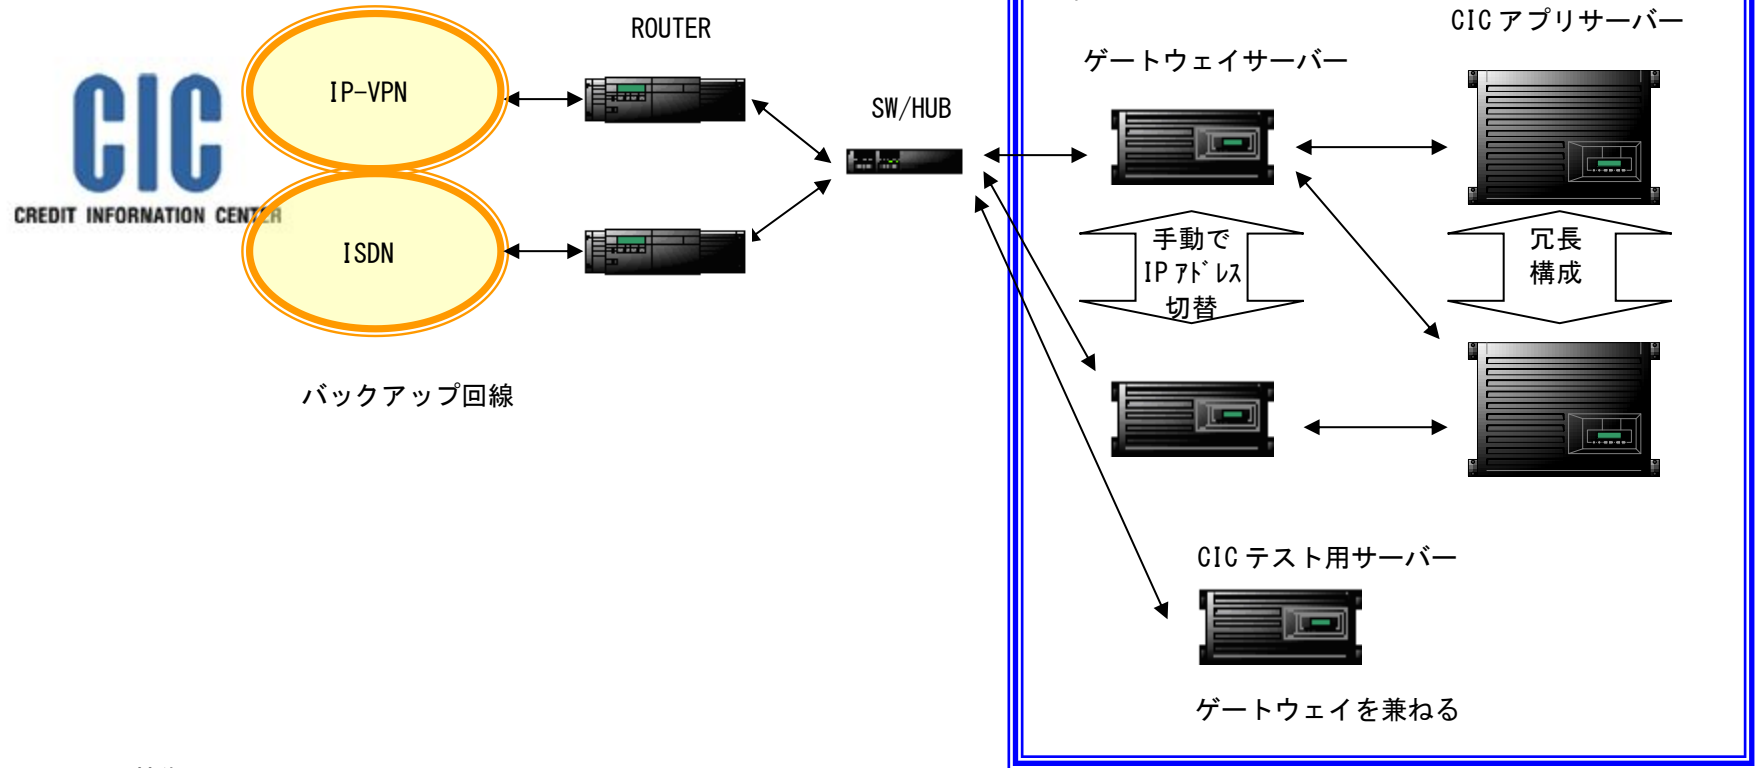 CIC アプリサーバー
ROUTER
ゲートウェイサーバー
IP-VPN
SW/HUB
CIC
CREDIT INFORMATION CENTER
ISDN
手動で
IP ｱﾄﾞﾚｽ
切替
冗長
構成
バックアップ回線
CIC テスト用サーバー
ゲートウェイを兼ねる